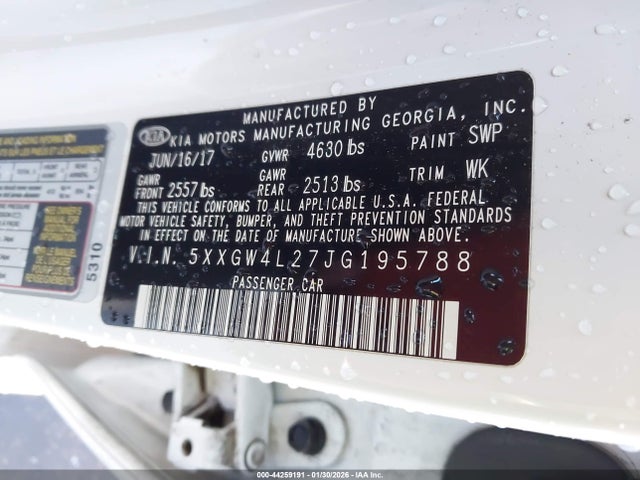 MANUFACTURED BY
KIA KIA MOTORS MANUFACTURING GEORGIA, INC.
JUN/16/17 GVWR 4630 lbs PAINT SWP
GAWR FRONT 2557 lbs GAWR REAR 2513 lbs TRIM WK
THIS VEHICLE CONFORMS TO ALL APPLICABLE U.S.A. FEDERAL
MOTOR VEHICLE SAFETY, BUMPER, AND THEFT PREVENTION STANDARDS
IN EFFECT ON THE DATE OF MANUFACTURE SHOWN ABOVE.
V.I.N. 5XXGW4L27JG195788
PASSENGER CAR
5310
000-44259191 - 01/30/2026 - IAA Inc.